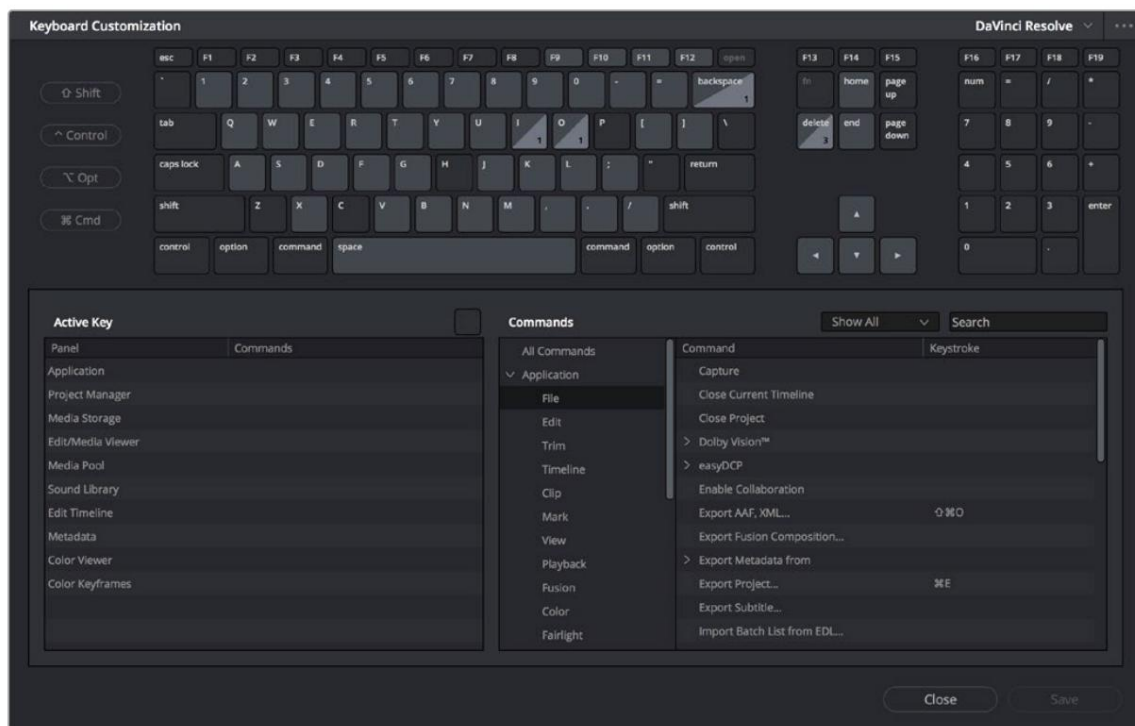 Keyboard Customization
DaVinci Resolve
esc F1 F2 F3 F4 F5 F6 F7 F8 F9 F10 F11 F12 open F13 F14 F15 F16 F17 F18 F19
⇧ Shift
` 1 2 3 4 5 6 7 8 9 0 - = backspace 1 fn home page up num = / *
^ Control
tab Q W E R T Y U I 1 O 1 P [ ] \ delete 3 end page down 7 8 9 -
⌥ Opt
caps lock A S D F G H J K L ; " return 4 5 6 +
⌘ Cmd
shift Z X C V B N M , . / shift 1 2 3 enter
control option command space command option control 0 .
Active Key
Commands
Show All
Search
Panel Commands
Application
Project Manager
Media Storage
Edit/Media Viewer
Media Pool
Sound Library
Edit Timeline
Metadata
Color Viewer
Color Keyframes
All Commands
Application
File
Edit
Trim
Timeline
Clip
Mark
View
Playback
Fusion
Color
Fairlight
Command Keystroke
Capture
Close Current Timeline
Close Project
Dolby Vision™
easyDCP
Enable Collaboration
Export AAF, XML... ⇧⌘O
Export Fusion Composition...
Export Metadata from
Export Project... ⌘E
Export Subtitle...
Import Batch List from EDL...
Close
Save